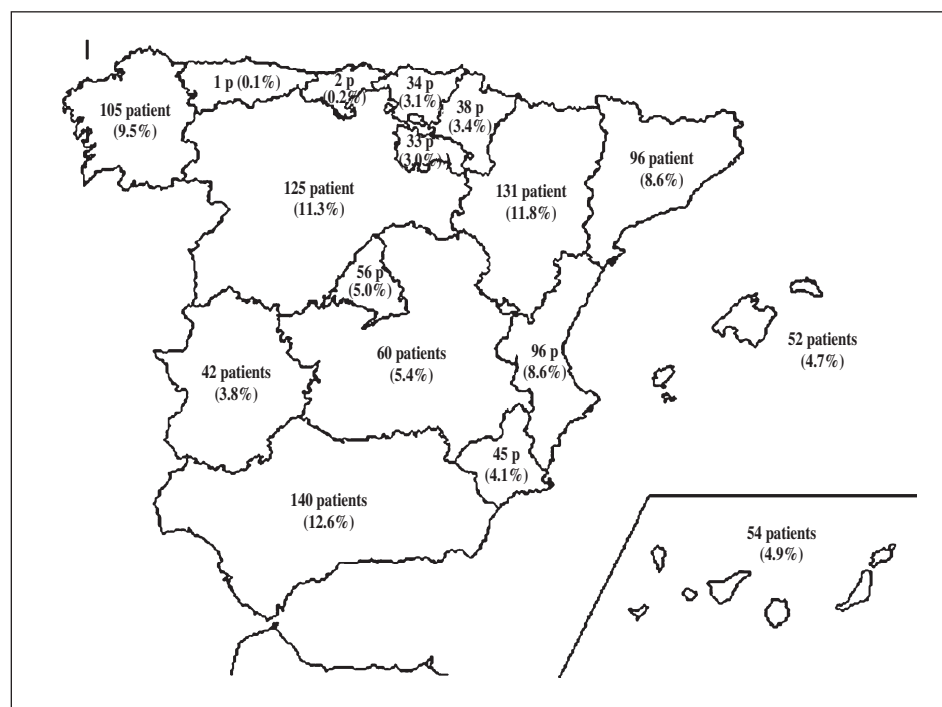 1 p (0.1%)
2 p
(0.2%)
34 p
(3.1%)
38 p
(3.4%)
105 patient
(9.5%)
33 p
(3.0%)
96 patient
(8.6%)
125 patient
(11.3%)
131 patient
(11.8%)
56 p
(5.0%)
52 patients
(4.7%)
60 patients
(5.4%)
96 p
(8.6%)
42 patients
(3.8%)
45 p
(4.1%)
140 patients
(12.6%)
54 patients
(4.9%)